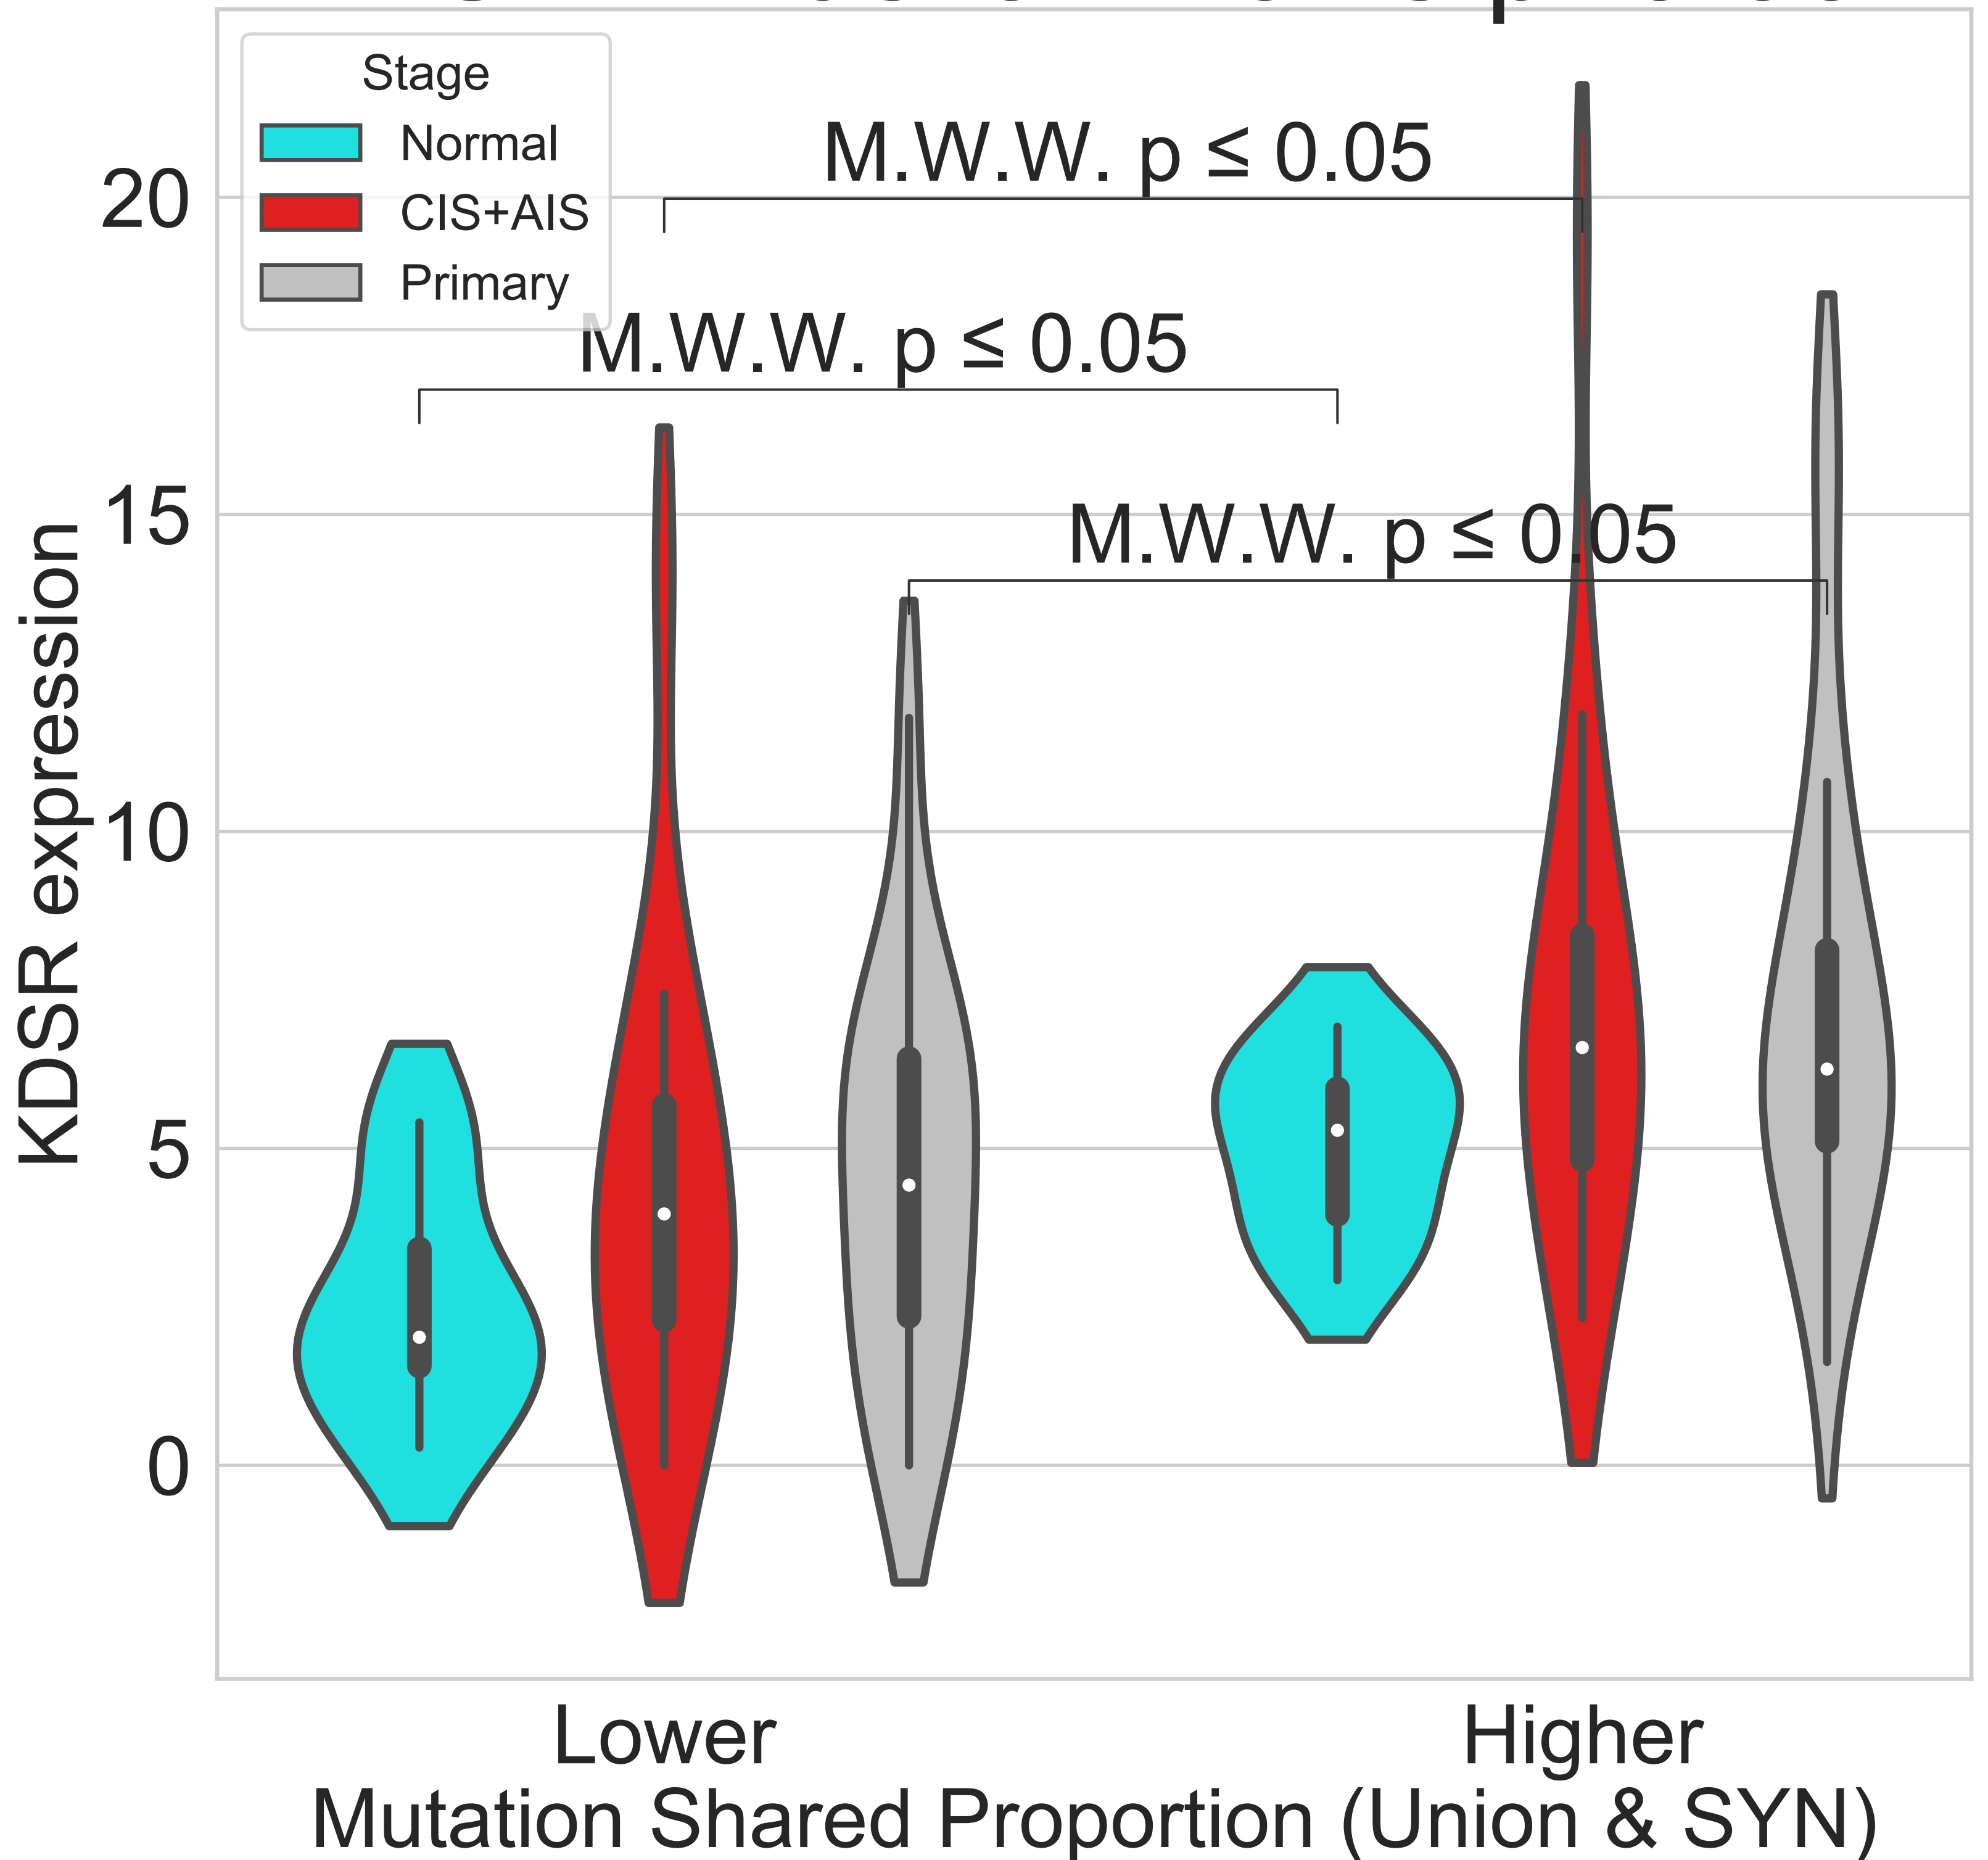 Stage
Normal
CIS+AIS
Primary
M.W.W. p ≤ 0.05
M.W.W. p ≤ 0.05
M.W.W. p ≤ 0.05
20
15
10
5
0
KDSR expression
Lower
Higher
Mutation Shared Proportion (Union & SYN)